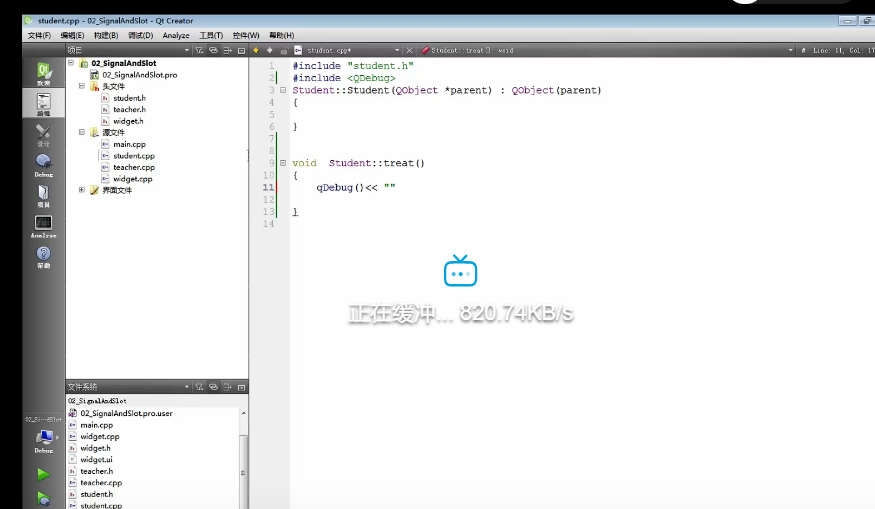 student.cpp - 02_SignalAndSlot - Qt Creator
文件(F) 编辑(E) 构建(B) 调试(D) Analyze 工具(T) 控件(W) 帮助(H)
项目
student.cpp*
Student::treat(): void
# Line: 11, Col: 17
02_SignalAndSlot
02_SignalAndSlot.pro
头文件
student.h
teacher.h
widget.h
源文件
main.cpp
student.cpp
teacher.cpp
widget.cpp
界面文件
欢迎
编辑
设计
Debug
项目
Analyze
帮助
1 #include "student.h"
2 #include <QDebug>
3 Student::Student(QObject *parent) : QObject(parent)
4 {
5
6 }
7
8
9 void Student::treat()
10 {
11 qDebug()<< ""
12
13 }
14
正在缓冲... 820.74KB/s
文件系统
02_SignalAndSlot
02_SignalAndSlot.pro.user
main.cpp
widget.cpp
widget.h
widget.ui
teacher.h
teacher.cpp
student.h
student.cpp
Debug